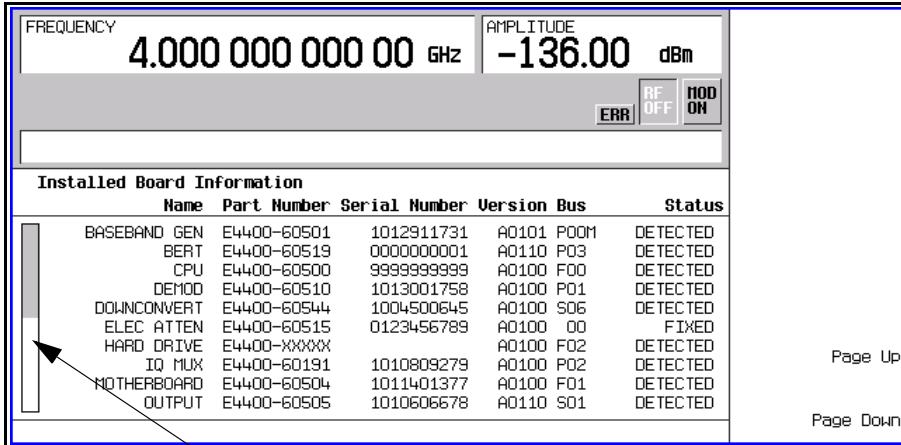 FREQUENCY
4.000 000 000 00 GHz
AMPLITUDE
-136.00 dBm
ERR
RF OFF
MOD ON
Installed Board Information
Name Part Number Serial Number Version Bus Status
BASEBAND GEN E4400-60501 1012911731 A0101 P00M DETECTED
BERT E4400-60519 0000000001 A0110 P03 DETECTED
CPU E4400-60500 9999999999 A0100 F00 DETECTED
DEMOD E4400-60510 1013001758 A0100 P01 DETECTED
DOWNCONVERT E4400-60544 1004500645 A0100 S06 DETECTED
ELEC ATTEN E4400-60515 0123456789 A0100 00 FIXED
HARD DRIVE E4400-XXXXX A0100 F02 DETECTED
IQ MUX E4400-60191 1010809279 A0100 P02 DETECTED
MOTHERBOARD E4400-60504 1011401377 A0100 F01 DETECTED
OUTPUT E4400-60505 1010606678 A0110 S01 DETECTED
Page Up
Page Down